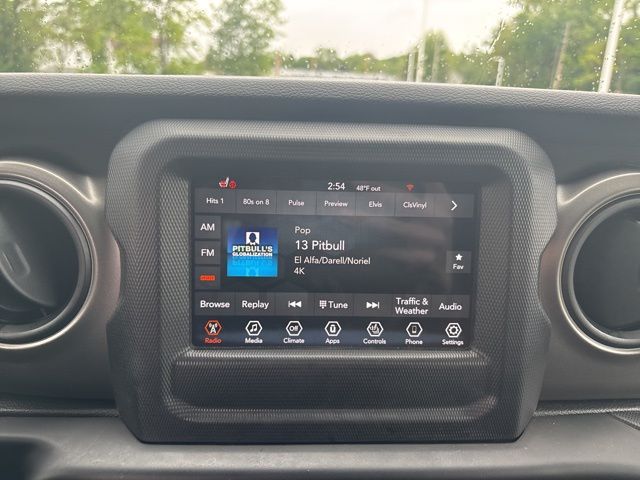 2:54 48°F out
Hits 1 80s on 8 Pulse Preview Elvis ClsVinyl
AM
FM
PITBULL'S
GLOBALIZATION
Pop
13 Pitbull
El Alfa/Darell/Noriel
4K
Fav
Browse Replay Tune Traffic & Weather Audio
Off
Radio Media Climate Apps Controls Phone Settings